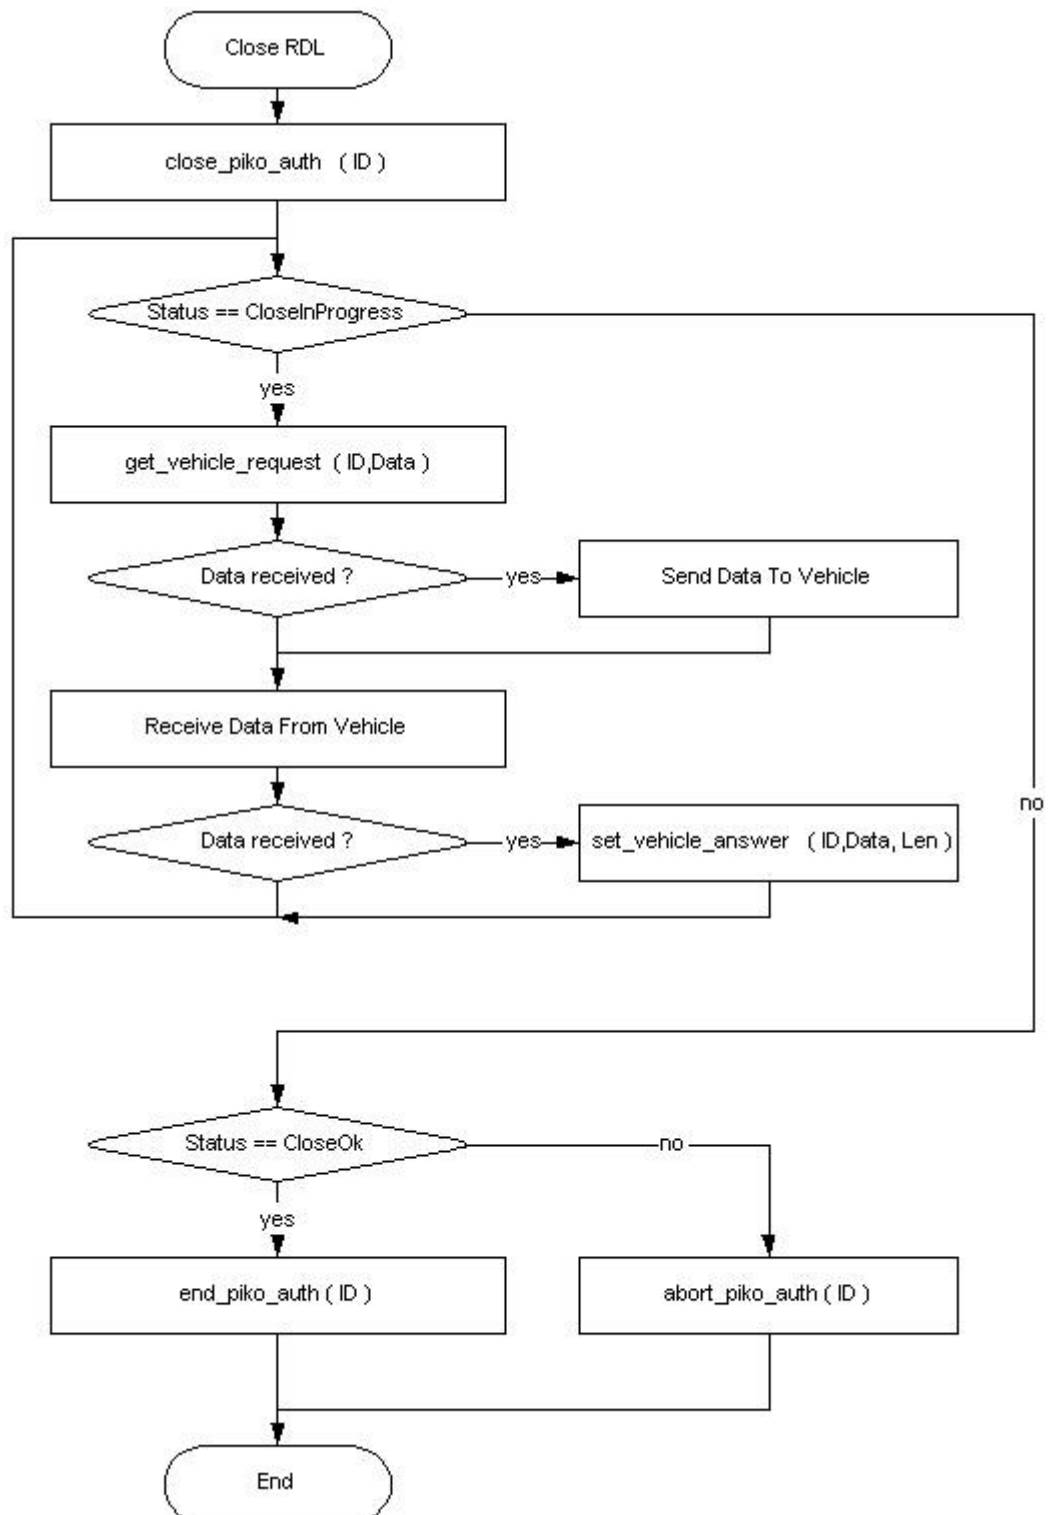 Close RDL
close_piko_auth ( ID )
Status == CloseInProgress
yes
get_vehicle_request ( ID,Data )
Data received ?
yes
Send Data To Vehicle
Receive Data From Vehicle
no
Data received ?
yes
set_vehicle_answer ( ID,Data, Len )
Status == CloseOk
no
yes
end_piko_auth ( ID )
abort_piko_auth ( ID )
End